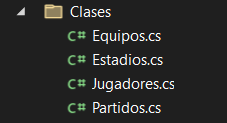 Clases
C# Equipos.cs
C# Estadios.cs
C# Jugadores.cs
C# Partidos.cs